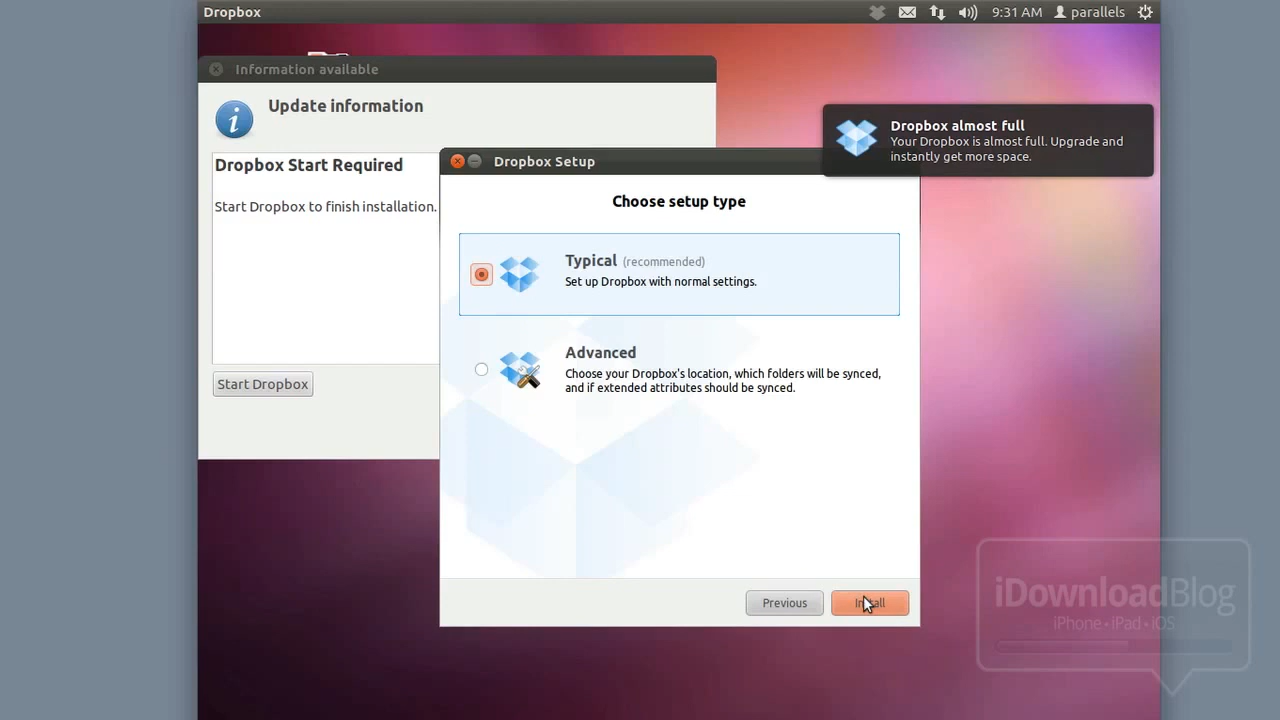 Dropbox
9:31 AM
parallels
Information available
Update information
Dropbox Start Required
Start Dropbox to finish installation.
Start Dropbox
Dropbox almost full
Your Dropbox is almost full. Upgrade and
instantly get more space.
Dropbox Setup
Choose setup type
Typical (recommended)
Set up Dropbox with normal settings.
Advanced
Choose your Dropbox's location, which folders will be synced,
and if extended attributes should be synced.
Previous
Install
iDownloadBlog
iPhone • iPad • iOS